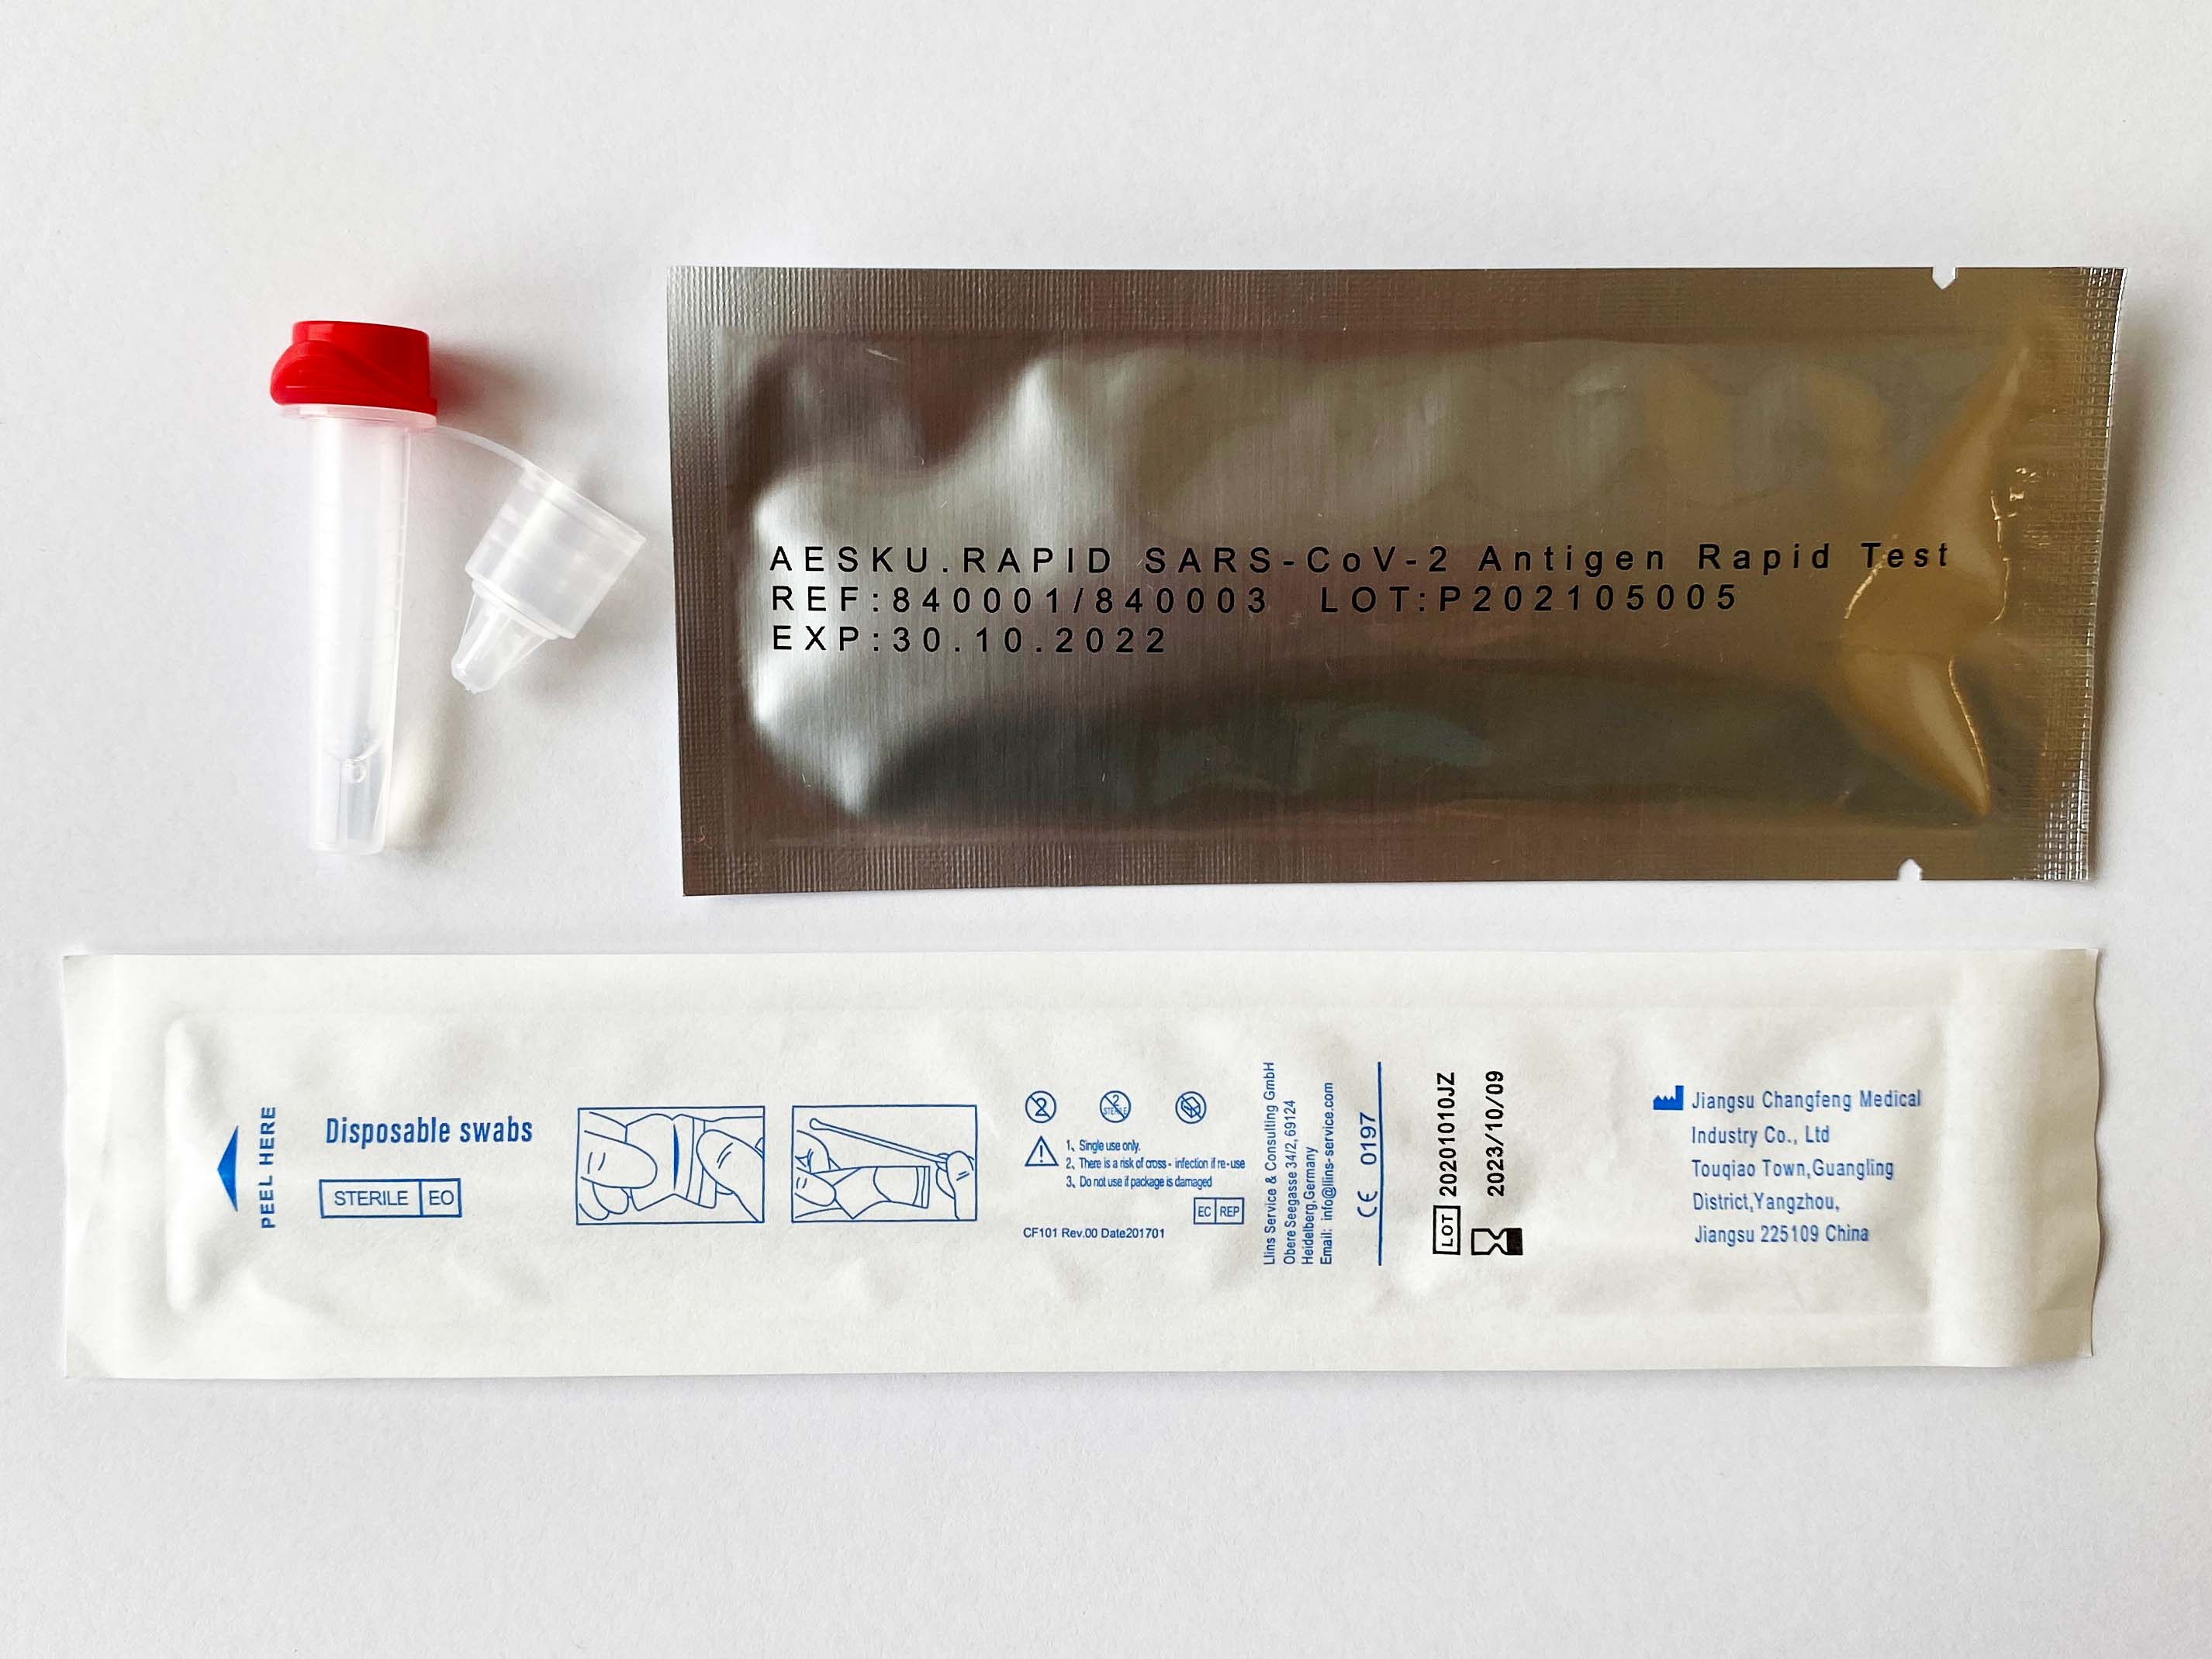 AESKU.RAPID SARS-CoV-2 Antigen Rapid Test
REF:840001/840003 LOT:P202105005
EXP:30.10.2022
PEEL HERE
Disposable swabs
STERILE EO
2
2
STERILE
1、Single use only.
2、There is a risk of cross - infection if re-use
3、Do not use if package is damaged
EC REP
CF101 Rev.00 Date201701
Llins Service & Consulting GmbH
Obere Seegasse 34/2, 69124
Heidelberg,Germany
Email: info@llins-service.com
CE 0197
LOT 20201010JZ
2023/10/09
Jiangsu Changfeng Medical
Industry Co., Ltd
Touqiao Town,Guangling
District,Yangzhou,
Jiangsu 225109 China